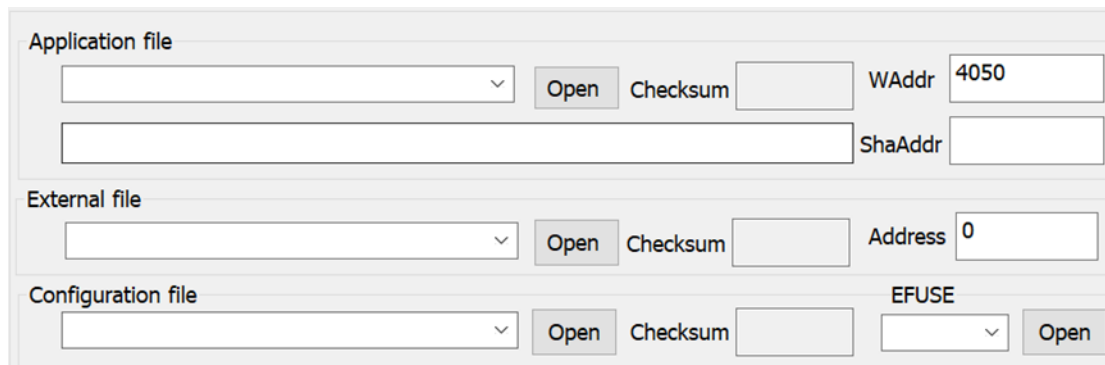 Application file
Open Checksum WAddr 4050
ShaAddr
External file
Open Checksum Address 0
Configuration file EFUSE
Open Checksum Open